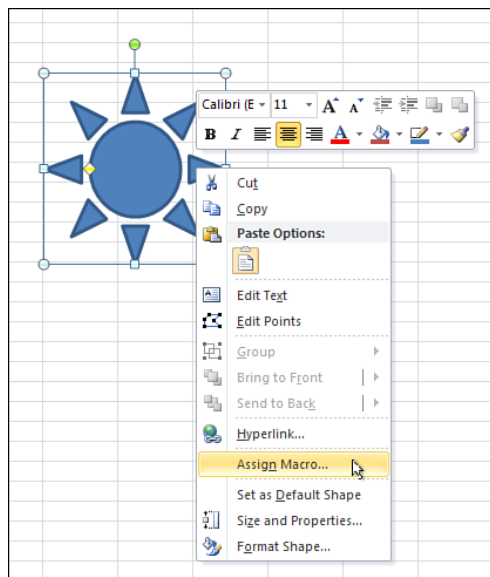 Calibri (E 11 A A
B I A
Cut
Copy
Paste Options:
Edit Text
Edit Points
Group
Bring to Front
Send to Back
Hyperlink...
Assign Macro...
Set as Default Shape
Size and Properties...
Format Shape...